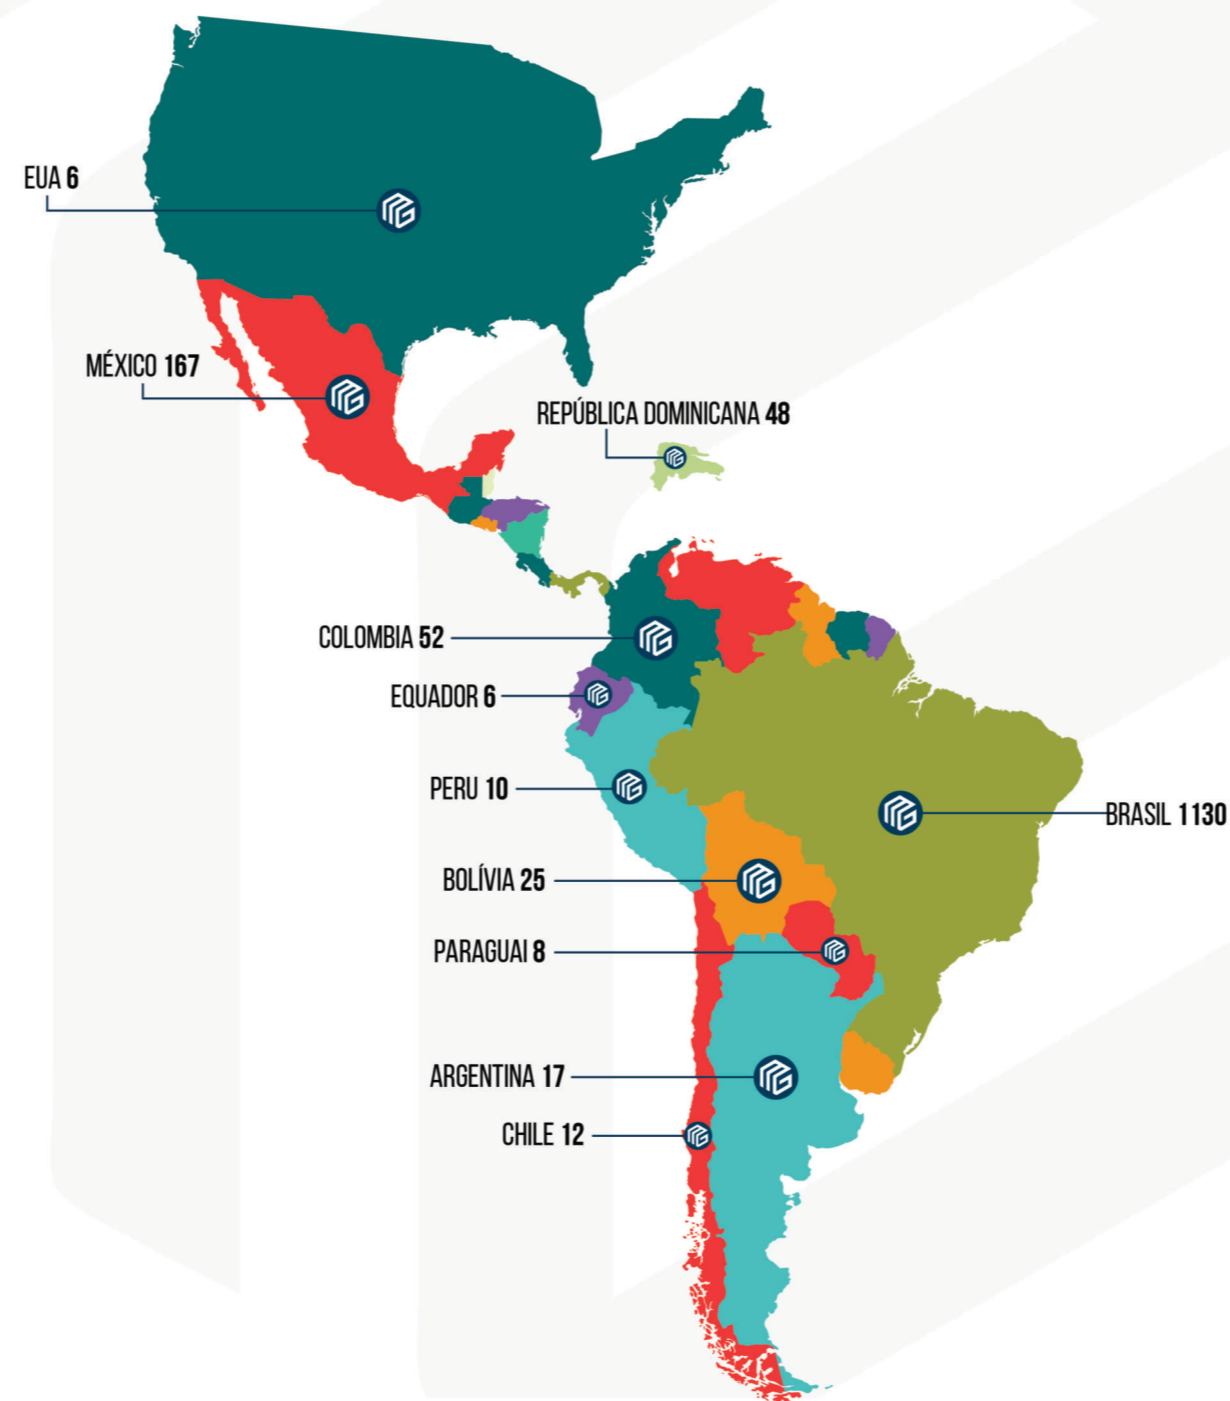 EUA 6
MÉXICO 167
REPÚBLICA DOMINICANA 48
COLOMBIA 52
EQUADOR 6
PERU 10
BRASIL 1130
BOLÍVIA 25
PARAGUAI 8
ARGENTINA 17
CHILE 12